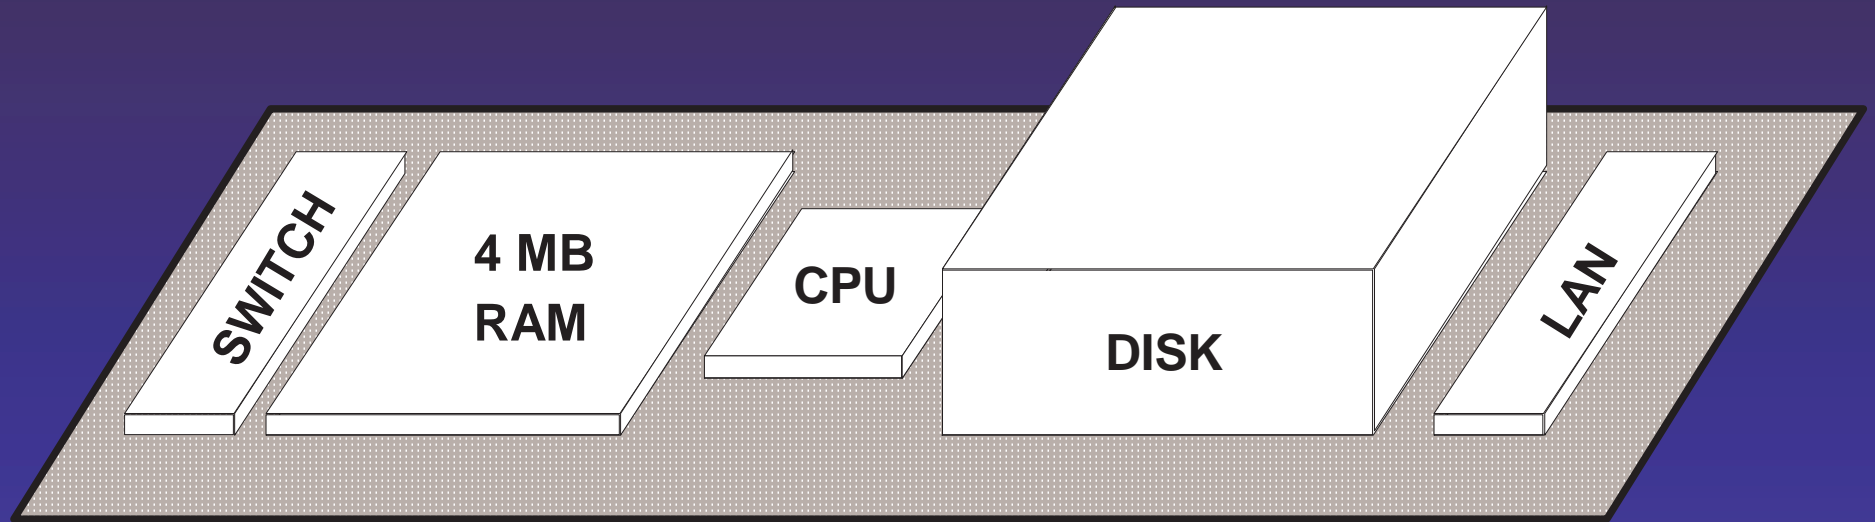 SWITCH
4 MB
RAM
CPU
DISK
LAN